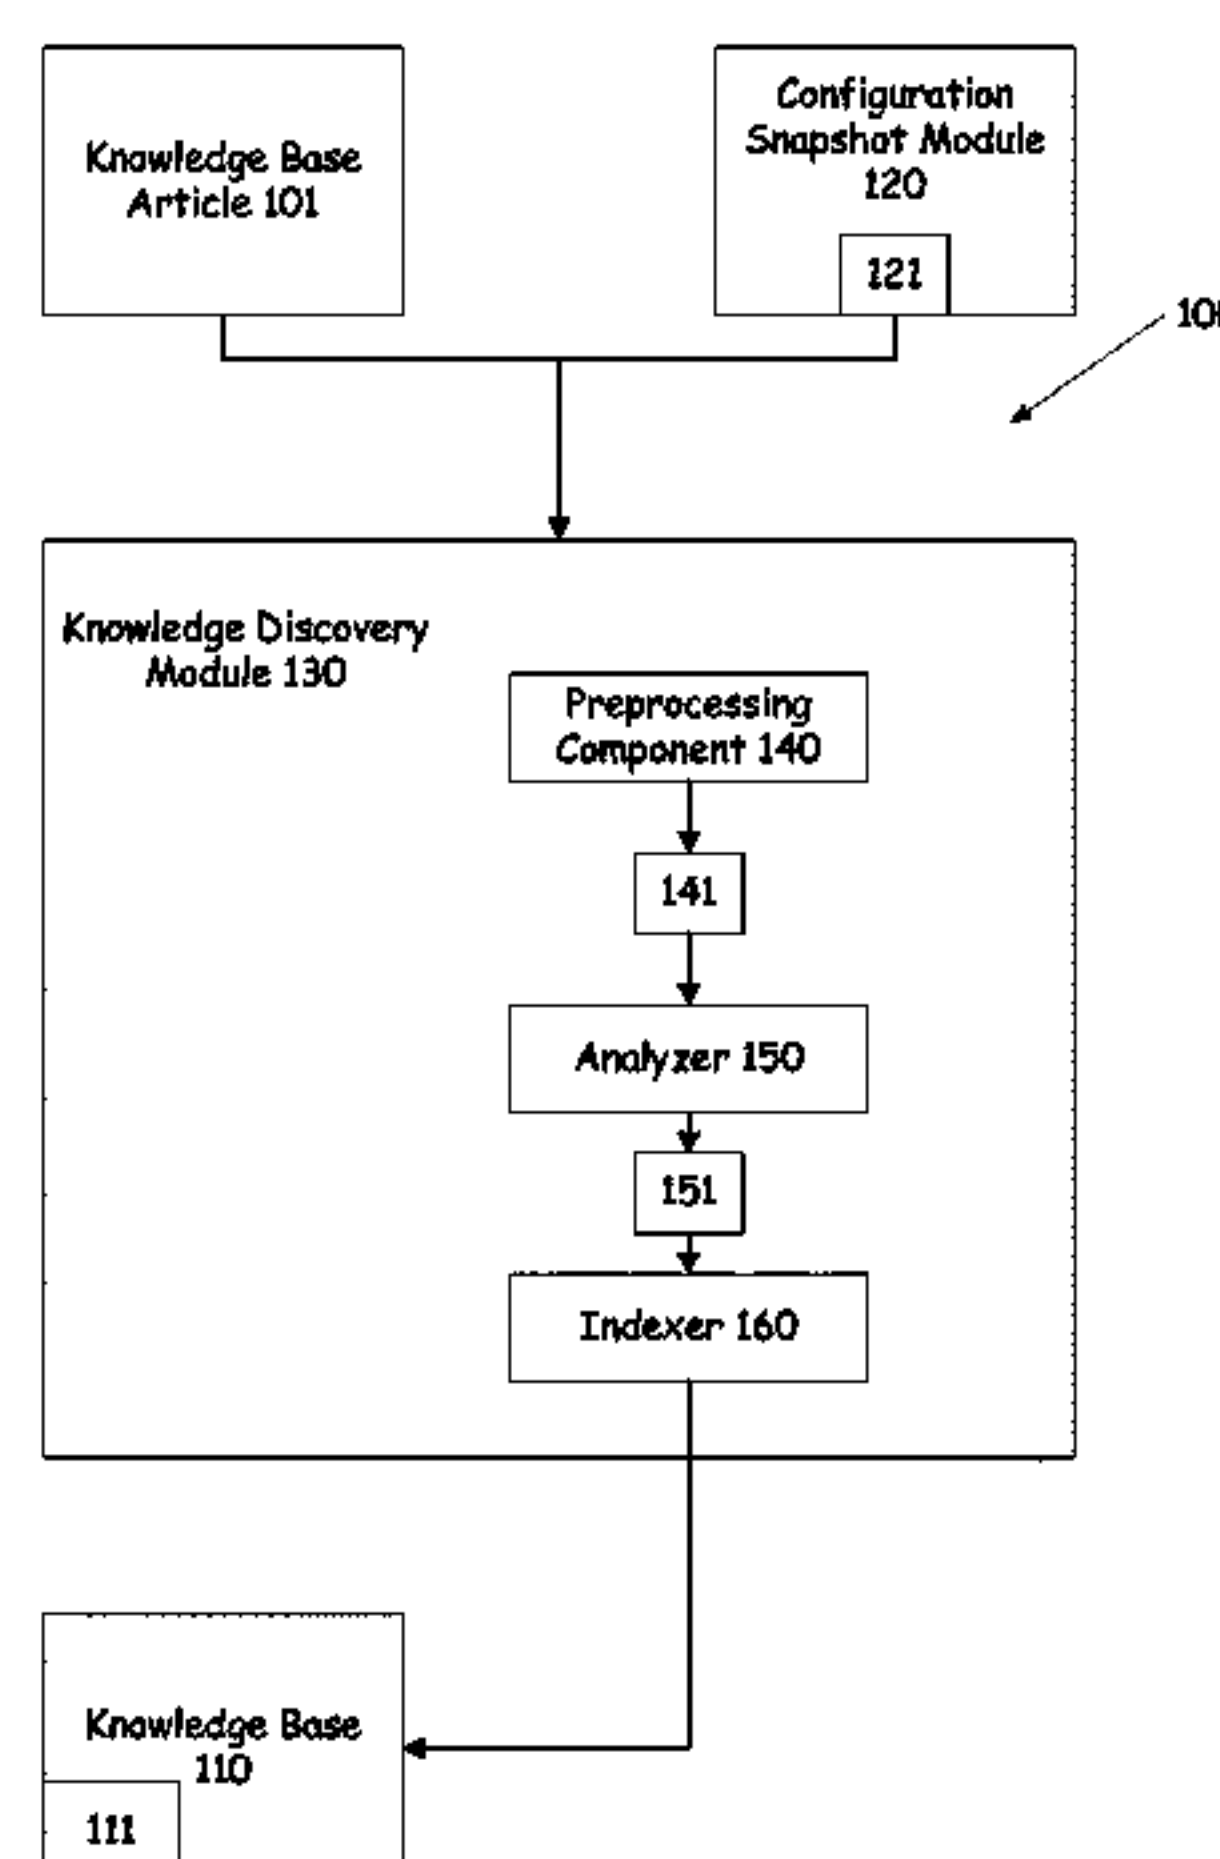 Knowledge Base
Article 101
Configuration
Snapshot Module
120
121
Knowledge Discovery
Module 130
Preprocessing
Component 140
141
Analyzer 150
151
Indexer 160
Knowledge Base
110
111